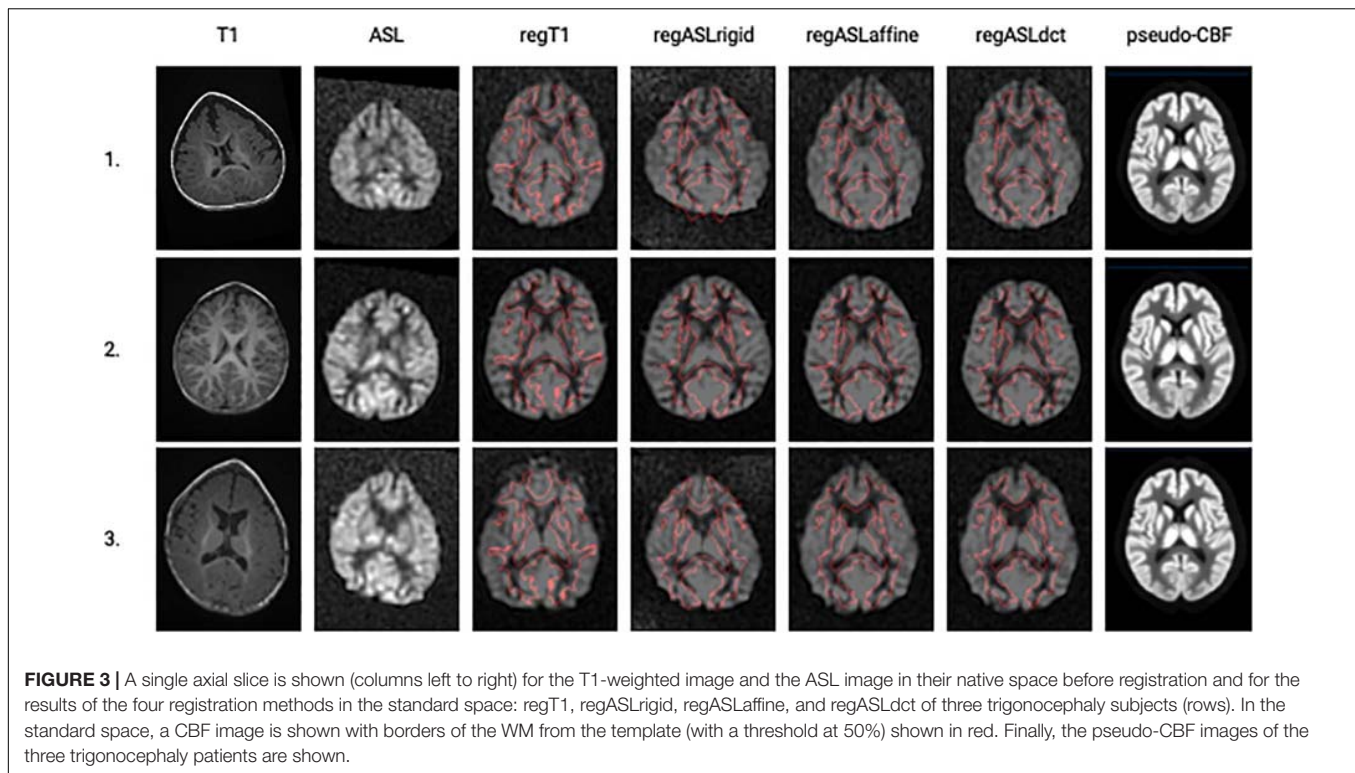 T1 ASL regT1 regASLrigid regASLaffine regASLdct pseudo-CBF
1.
2.
3.
FIGURE 3 | A single axial slice is shown (columns left to right) for the T1-weighted image and the ASL image in their native space before registration and for the
results of the four registration methods in the standard space: regT1, regASLrigid, regASLaffine, and regASLdct of three trigonocephaly subjects (rows). In the
standard space, a CBF image is shown with borders of the WM from the template (with a threshold at 50%) shown in red. Finally, the pseudo-CBF images of the
three trigonocephaly patients are shown.